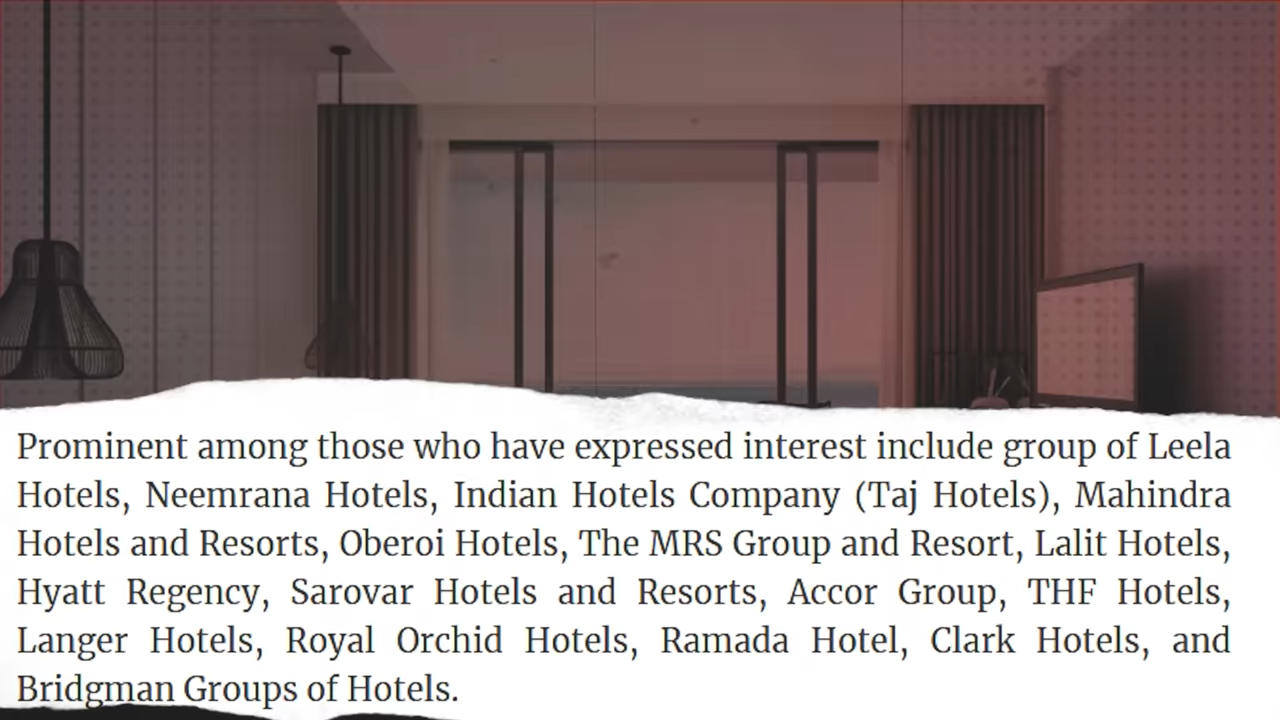 Prominent among those who have expressed interest include group of Leela
Hotels, Neemrana Hotels, Indian Hotels Company (Taj Hotels), Mahindra
Hotels and Resorts, Oberoi Hotels, The MRS Group and Resort, Lalit Hotels,
Hyatt Regency, Sarovar Hotels and Resorts, Accor Group, THF Hotels,
Langer Hotels, Royal Orchid Hotels, Ramada Hotel, Clark Hotels, and
Bridgman Groups of Hotels.